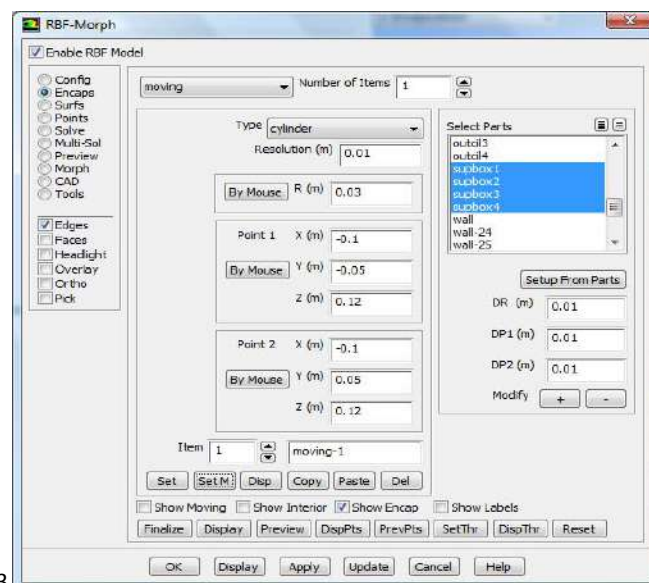 RBF-Morph
Enable RBF Model
Config
Encaps
Surfs
Points
Solve
Multi-Sol
Preview
Morph
CAD
Tools
Edges
Faces
Headlight
Overlay
Ortho
Pick
moving Number of Items 1
Type cylinder
Resolution (m) 0.01
By Mouse R (m) 0.03
Point 1 X (m) -0.1
By Mouse Y (m) -0.05
Z (m) 0.12
Point 2 X (m) -0.1
By Mouse Y (m) 0.05
Z (m) 0.12
Item 1 moving-1
Set Set M Disp Copy Paste Del
Select Parts
outcil3
outcil4
supbox1
supbox2
supbox3
supbox4
wall
wall-24
wall-25
Setup From Parts
DR (m) 0.01
DP1 (m) 0.01
DP2 (m) 0.01
Modify + -
Show Moving Show Interior Show Encap Show Labels
Finalize Display Preview DispPts PrevPts SetThr DispThr Reset
OK Display Apply Update Cancel Help